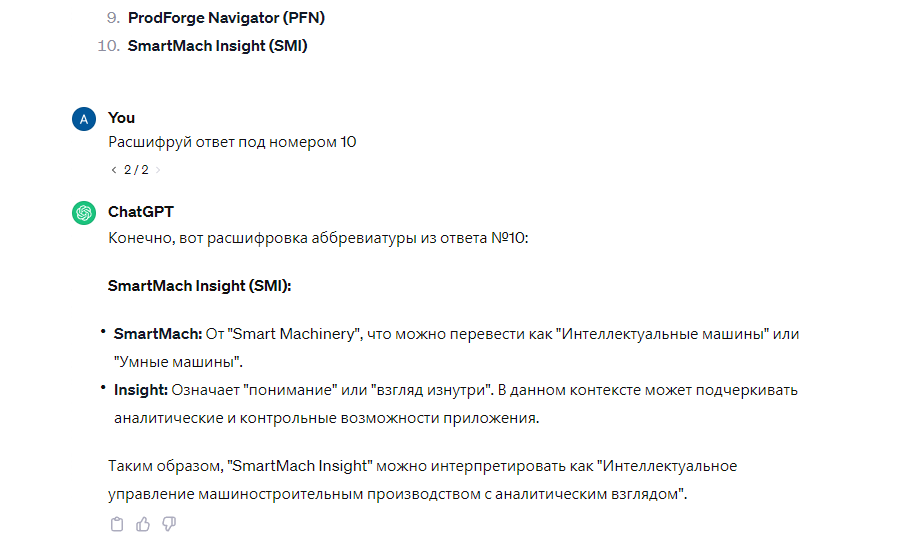 9. ProdForge Navigator (PFN)
10. SmartMach Insight (SMI)
A You
Расшифруй ответ под номером 10
< 2 / 2 >
ChatGPT
Конечно, вот расшифровка аббревиатуры из ответа №10:
SmartMach Insight (SMI):
• SmartMach: От "Smart Machinery", что можно перевести как "Интеллектуальные машины" или
"Умные машины".
• Insight: Означает "понимание" или "взгляд изнутри". В данном контексте может подчеркивать
аналитические и контрольные возможности приложения.
Таким образом, "SmartMach Insight" можно интерпретировать как "Интеллектуальное
управление машиностроительным производством с аналитическим взглядом".